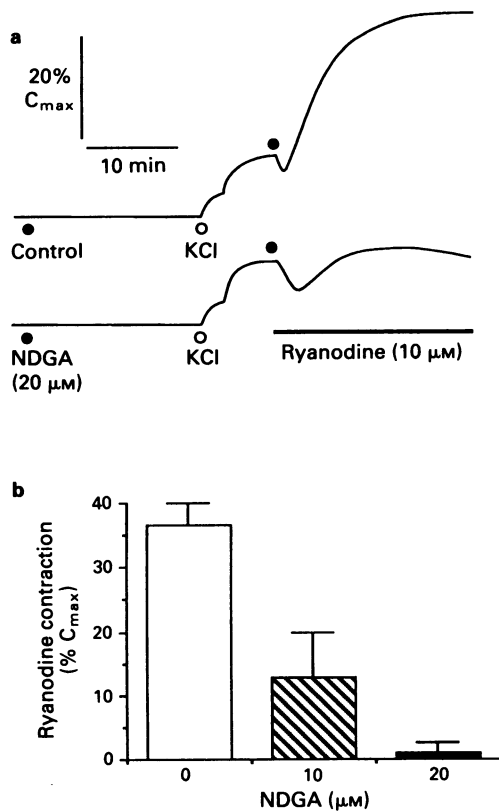 a
20%
Cmax
10 min
Control
KCl
NDGA
(20 μM)
KCl
Ryanodine (10 μM)
b
Ryanodine contraction
(% Cmax)
40
30
20
10
0
0
10
20
NDGA (μM)